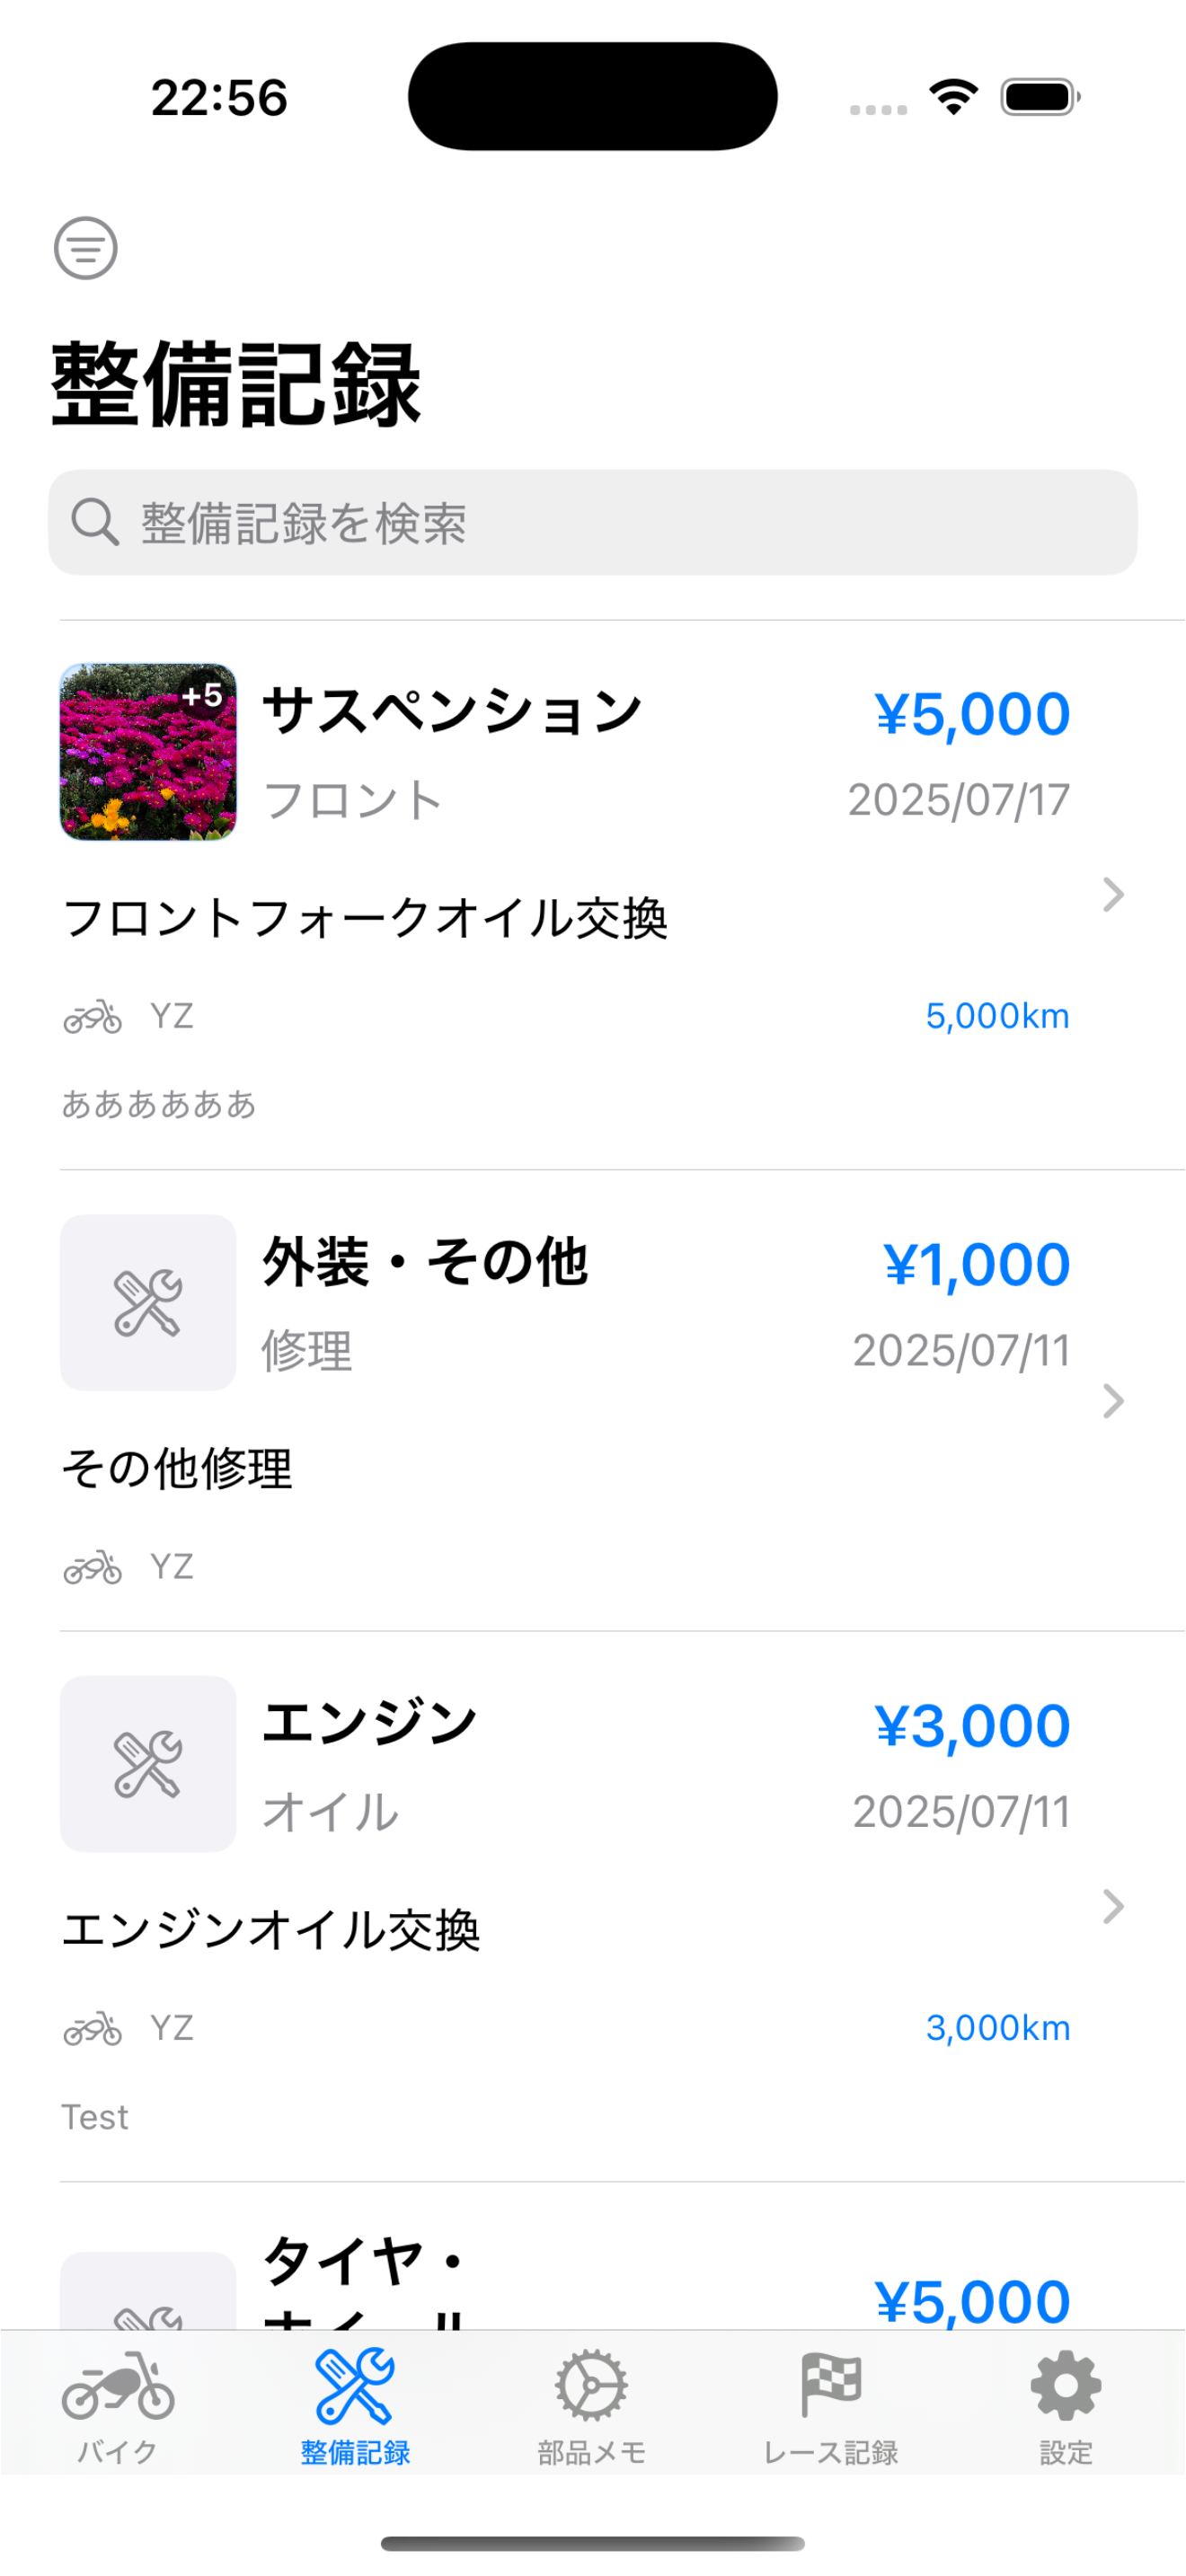 22:56
整備記録
整備記録を検索
+5
サスペンション
¥5,000
フロント
2025/07/17
フロントフォークオイル交換
YZ
5,000km
ああああああ
外装・その他
¥1,000
修理
2025/07/11
その他修理
YZ
エンジン
¥3,000
オイル
2025/07/11
エンジンオイル交換
YZ
3,000km
Test
タイヤ・
¥5,000
バイク
整備記録
部品メモ
レース記録
設定